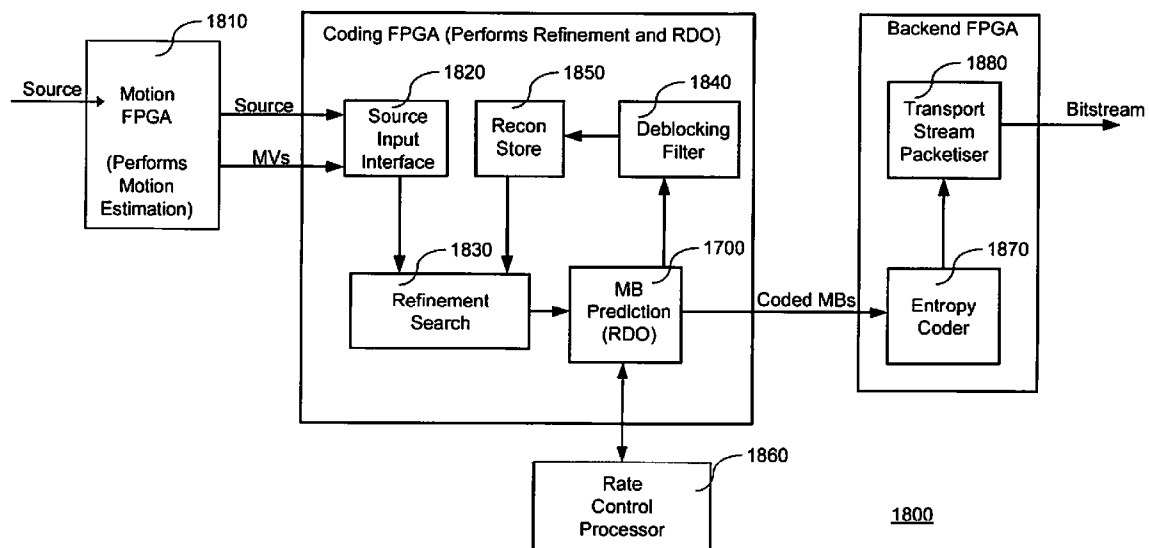 1810
Source
Motion
FPGA
(Performs
Motion
Estimation)
Source
MVs
Coding FPGA (Performs Refinement and RDO)
1820
Source
Input
Interface
1850
Recon
Store
1840
Deblocking
Filter
1830
Refinement
Search
1700
MB
Prediction
(RDO)
Coded MBs
1860
Rate
Control
Processor
Backend FPGA
1880
Transport
Stream
Packetiser
Bitstream
1870
Entropy
Coder
1800